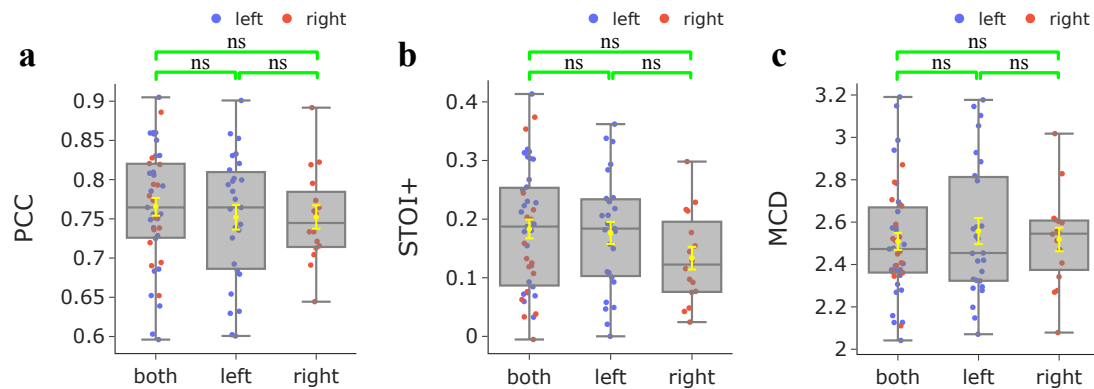 left right left right left right
a b c
ns ns ns
ns ns ns ns ns ns
PCC
0.9
0.85
0.8
0.75
0.7
0.65
0.6
both left right
STOI+
0.4
0.3
0.2
0.1
0
both left right
MCD
3.2
3
2.8
2.6
2.4
2.2
2
both left right